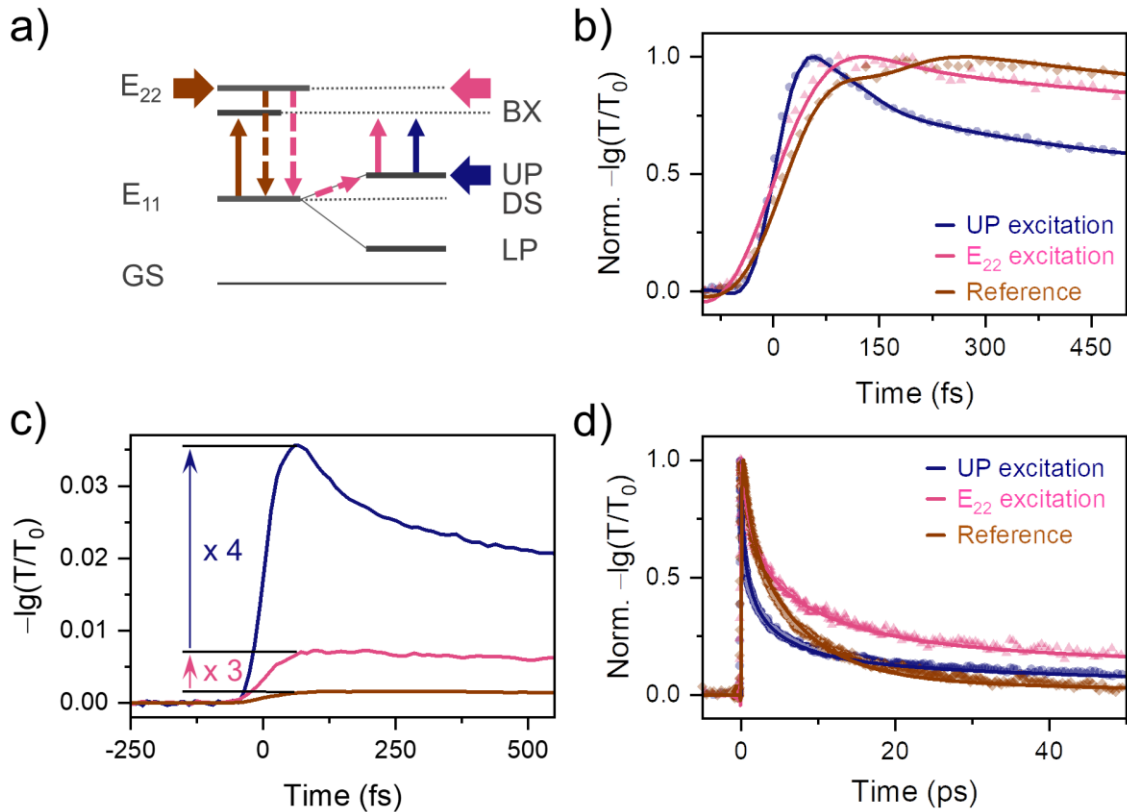 a)
E₂₂
BX
UP
E₁₁
DS
LP
GS
b)
Norm. –lg(T/T₀)
1.0
0.5
0.0
UP excitation
E₂₂ excitation
Reference
0
150
300
450
Time (fs)
c)
–lg(T/T₀)
0.03
0.02
0.01
0.00
x 4
x 3
-250
0
250
500
Time (fs)
d)
Norm. –lg(T/T₀)
1.0
0.5
0.0
UP excitation
E₂₂ excitation
Reference
0
20
40
Time (ps)